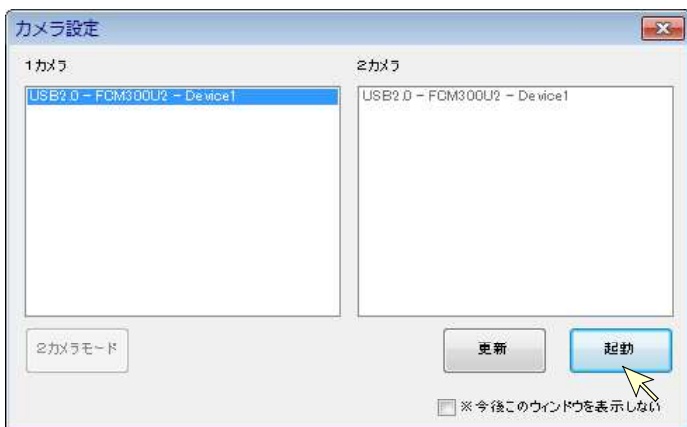 カメラ設定
1カメラ
2カメラ
USB2.0 - FCM300U2 - Device1
USB2.0 - FCM300U2 - Device1
2カメラモード
更新
起動
※今後このウィンドウを表示しない